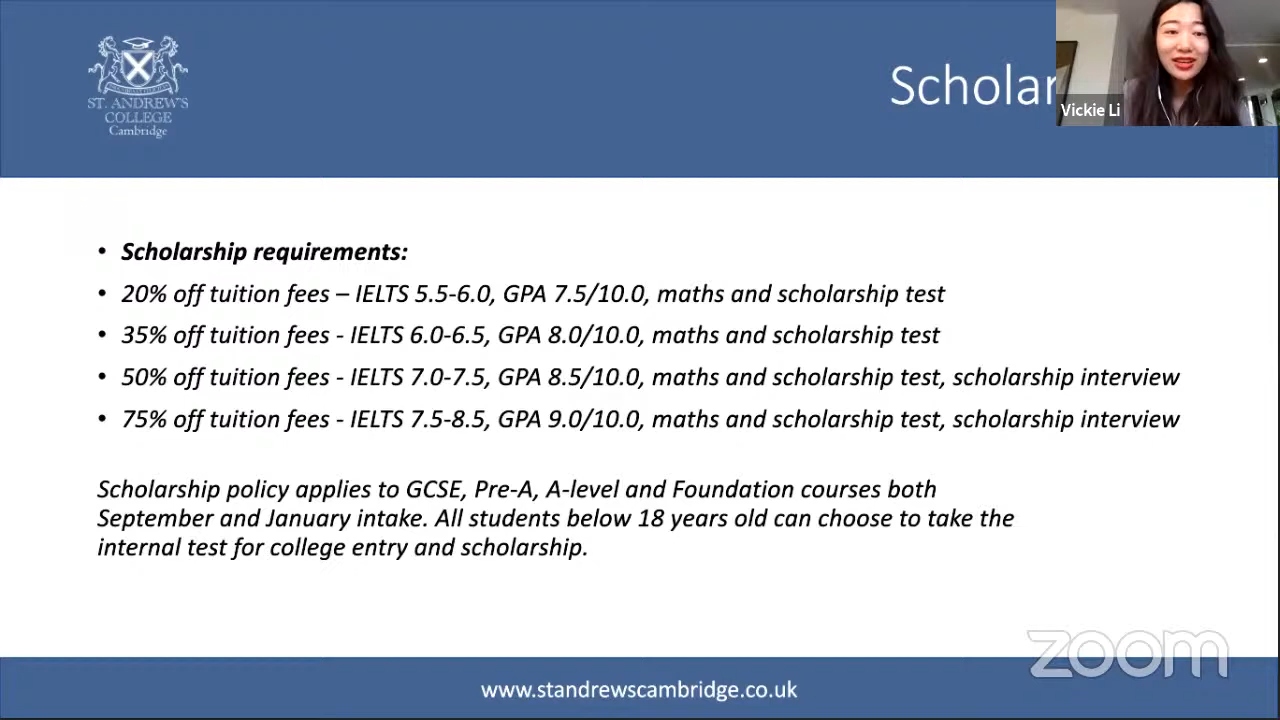 ST. ANDREW'S
COLLEGE
Cambridge
Vickie Li
• Scholarship requirements:
• 20% off tuition fees – IELTS 5.5-6.0, GPA 7.5/10.0, maths and scholarship test
• 35% off tuition fees - IELTS 6.0-6.5, GPA 8.0/10.0, maths and scholarship test
• 50% off tuition fees - IELTS 7.0-7.5, GPA 8.5/10.0, maths and scholarship test, scholarship interview
• 75% off tuition fees - IELTS 7.5-8.5, GPA 9.0/10.0, maths and scholarship test, scholarship interview
Scholarship policy applies to GCSE, Pre-A, A-level and Foundation courses both
September and January intake. All students below 18 years old can choose to take the
internal test for college entry and scholarship.
zoom
www.standrewscambridge.co.uk